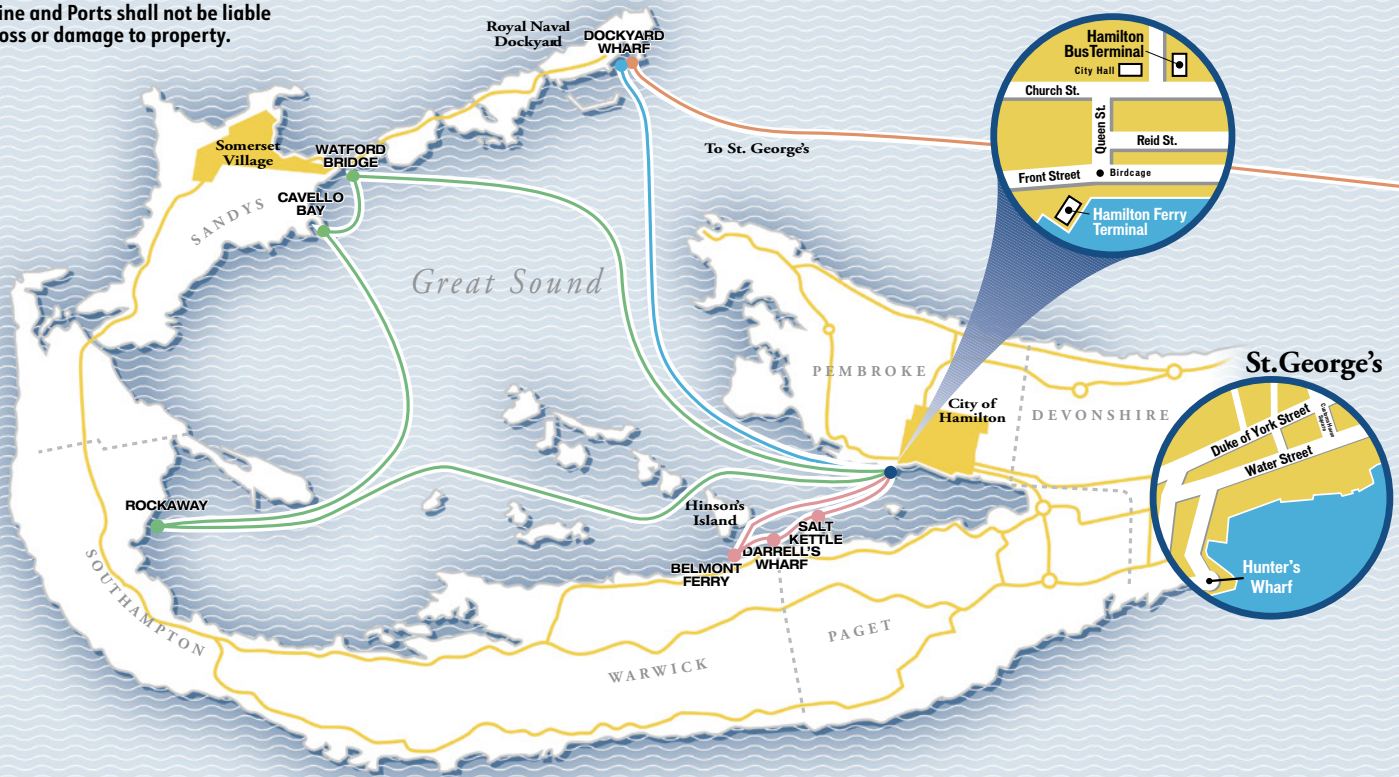 ine and Ports shall not be liable
oss or damage to property.
Royal Naval
Dockyard
DOCKYARD
WHARF
Hamilton
Bus Terminal
City Hall
Church St.
Queen St.
Reid St.
Front Street
Birdcage
Hamilton Ferry
Terminal
To St. George's
Somerset
Village
WATFORD
BRIDGE
CAVELLO
BAY
SANDYS
Great Sound
PEMBROKE
City of
Hamilton
DEVONSHIRE
St.George's
Duke of York Street
Water Street
Hunter's
Wharf
ROCKAWAY
Hinson's
Island
SALT
KETTLE
DARRELL'S
WHARF
BELMONT
FERRY
SOUTHAMPTON
WARWICK
PAGET